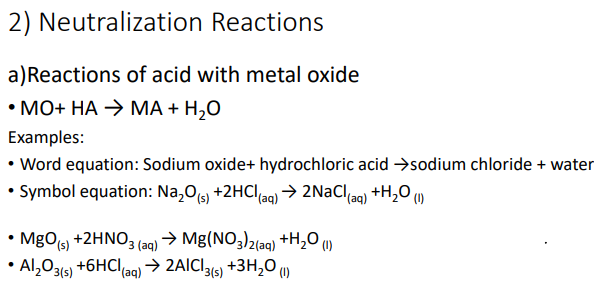 2) Neutralization Reactions
a)Reactions of acid with metal oxide
• MO+ HA → MA + H₂O
Examples:
• Word equation: Sodium oxide+ hydrochloric acid →sodium chloride + water
• Symbol equation: Na₂O₍s₎ +2HCl₍aq₎ → 2NaCl₍aq₎ +H₂O ₍l₎
• MgO₍s₎ +2HNO₃ ₍aq₎ → Mg(NO₃)₂₍aq₎ +H₂O ₍l₎
• Al₂O₃₍s₎ +6HCl₍aq₎ → 2AlCl₃₍s₎ +3H₂O ₍l₎